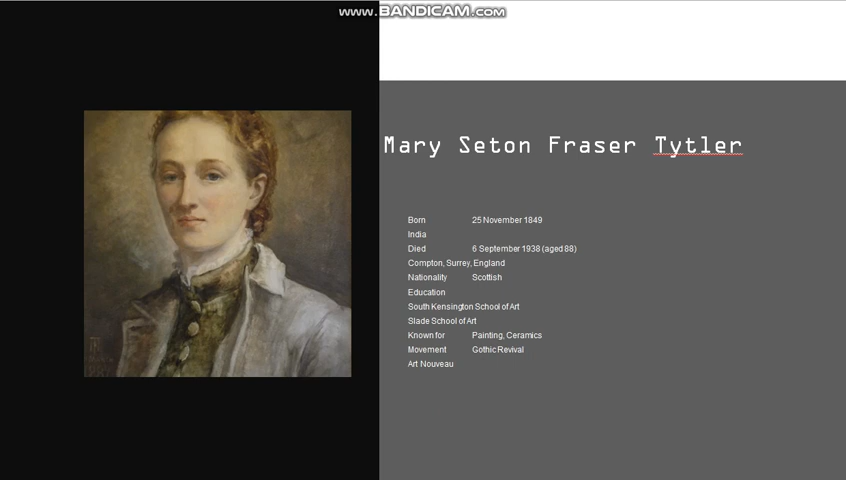 www.BANDICAM.com
Mary Seton Fraser Tytler
Born 25 November 1849
India
Died 6 September 1938 (aged 88)
Compton, Surrey, England
Nationality Scottish
Education
South Kensington School of Art
Slade School of Art
Known for Painting, Ceramics
Movement Gothic Revival
Art Nouveau